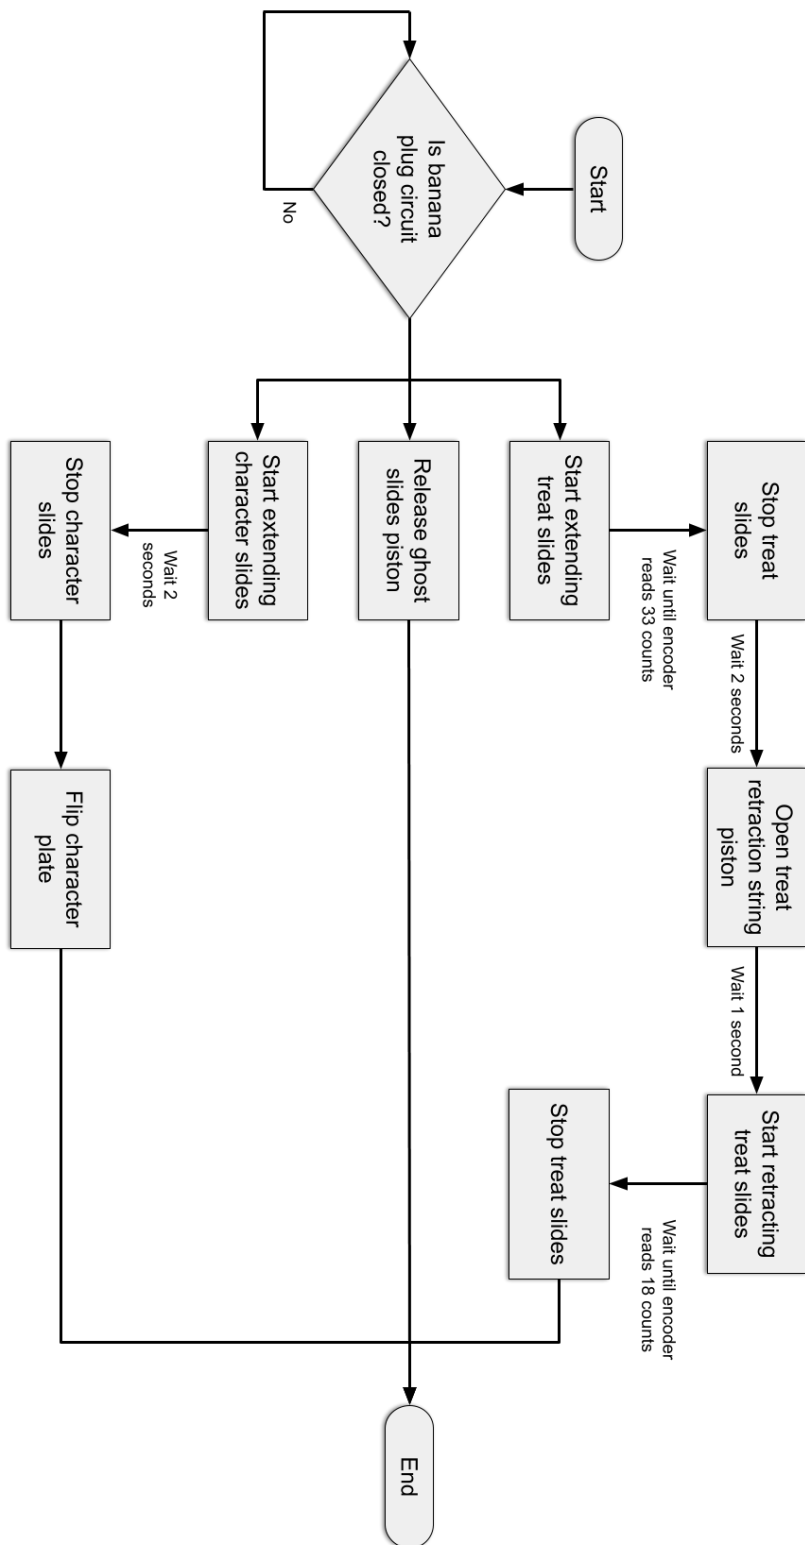 Start
Is banana
plug circuit
closed?
No
Start extending
treat slides
Wait until encoder
reads 33 counts
Stop treat
slides
Wait 2 seconds
Open treat
retraction string
piston
Wait 1 second
Start retracting
treat slides
Wait until encoder
reads 18 counts
Stop treat slides
Release ghost
slides piston
Start extending
character slides
Wait 2
seconds
Stop character
slides
Flip character
plate
End